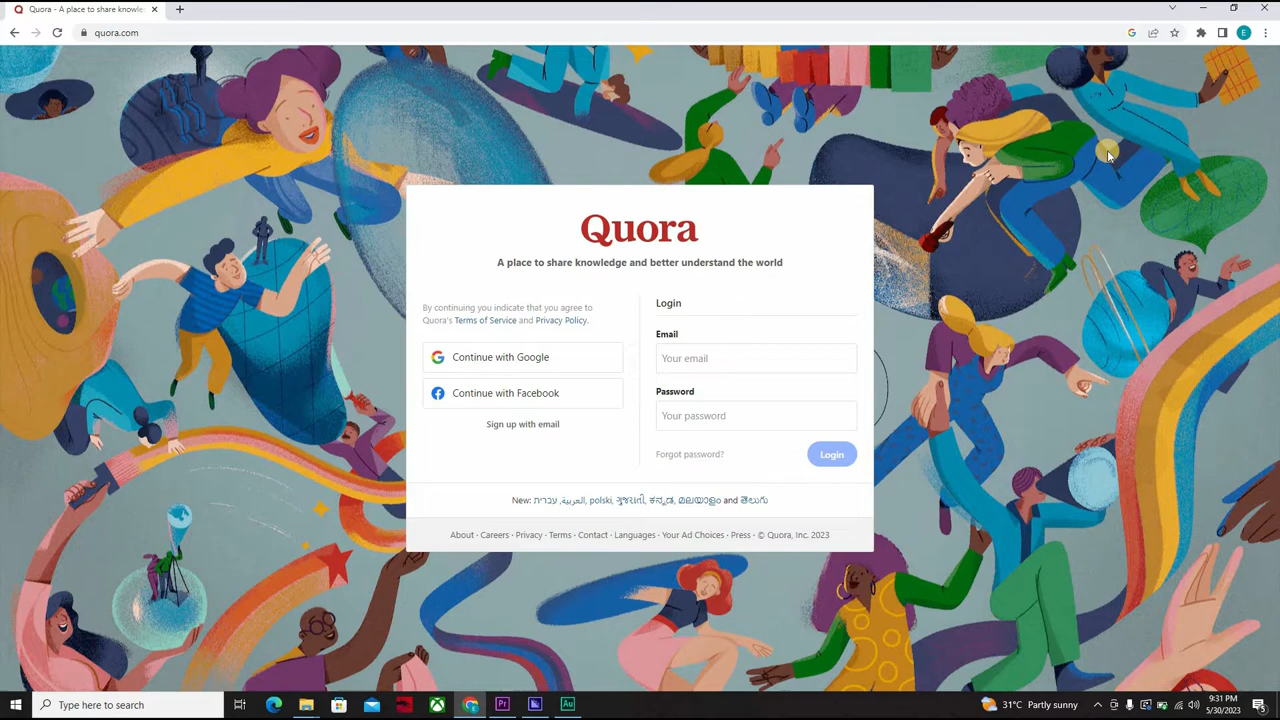 Quora - A place to share knowle
quora.com
E
Quora
A place to share knowledge and better understand the world
By continuing you indicate that you agree to
Quora's Terms of Service and Privacy Policy.
Continue with Google
Continue with Facebook
Sign up with email
Login
Email
Your email
Password
Your password
Forgot password?
Login
New: עברית, العربية, polski, ગુજરાતી, ಕನ್ನಡ, മലയാളം and తెలుగు
About · Careers · Privacy · Terms · Contact · Languages · Your Ad Choices · Press · © Quora, Inc. 2023
Type here to search
Pr
Au
31°C Partly sunny
9:31 PM
5/30/2023